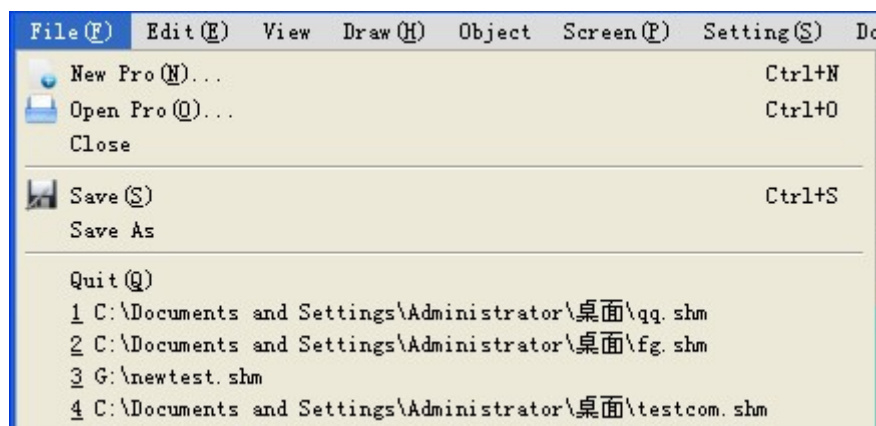 File(F) Edit(E) View Draw(H) Object Screen(P) Setting(S) Do
New Pro(N)... Ctrl+N
Open Pro(O)... Ctrl+O
Close
Save(S) Ctrl+S
Save As
Quit(Q)
1 C:\Documents and Settings\Administrator\桌面\qq.shm
2 C:\Documents and Settings\Administrator\桌面\fg.shm
3 G:\newtest.shm
4 C:\Documents and Settings\Administrator\桌面\testcom.shm